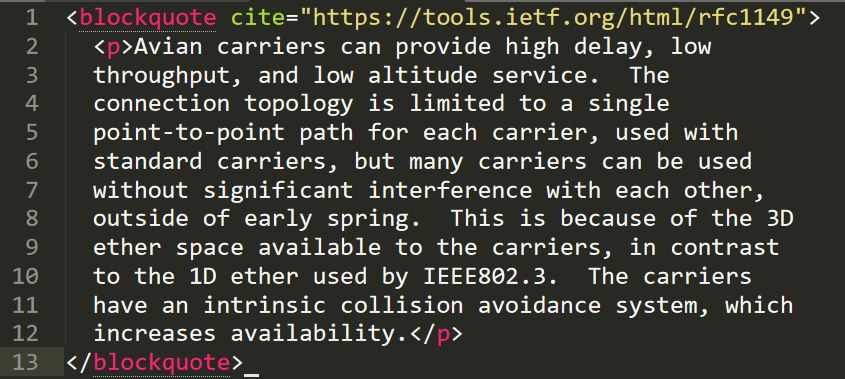 1 <blockquote cite="https://tools.ietf.org/html/rfc1149">
2   <p>Avian carriers can provide high delay, low
3   throughput, and low altitude service.  The
4   connection topology is limited to a single
5   point-to-point path for each carrier, used with
6   standard carriers, but many carriers can be used
7   without significant interference with each other,
8   outside of early spring.  This is because of the 3D
9   ether space available to the carriers, in contrast
10   to the 1D ether used by IEEE802.3.  The carriers
11   have an intrinsic collision avoidance system, which
12   increases availability.</p>
13 </blockquote>